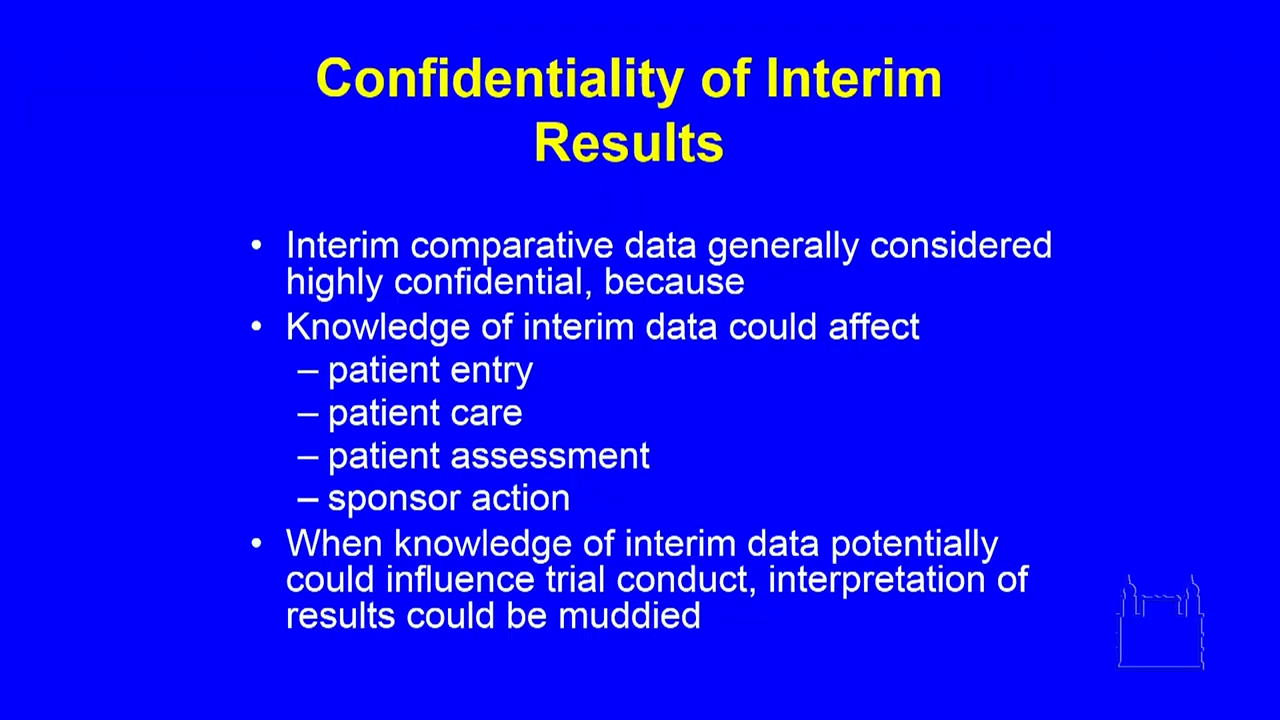 Confidentiality of Interim
Results
• Interim comparative data generally considered
highly confidential, because
• Knowledge of interim data could affect
– patient entry
– patient care
– patient assessment
– sponsor action
• When knowledge of interim data potentially
could influence trial conduct, interpretation of
results could be muddied